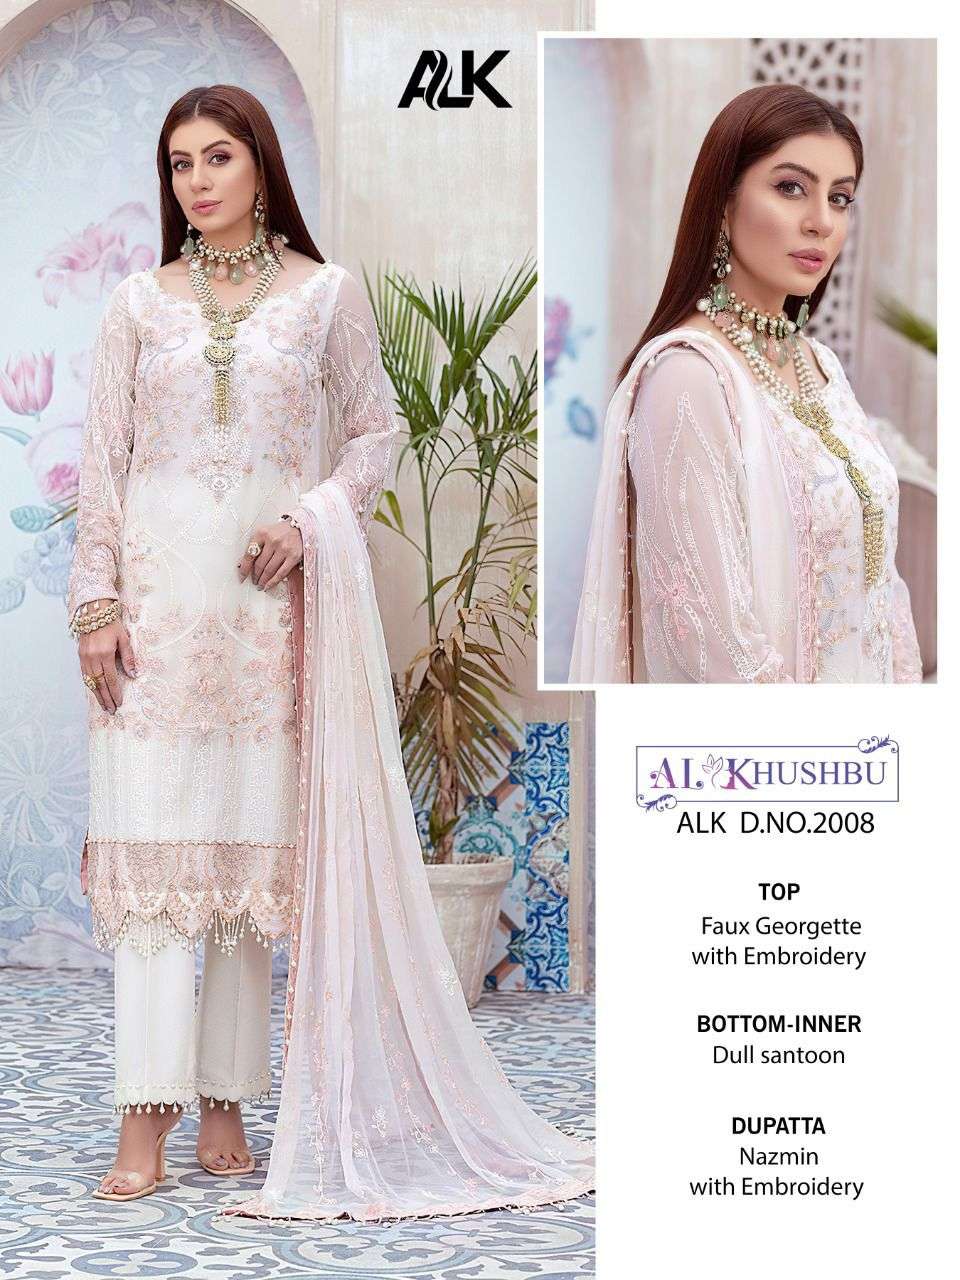 ALK
AL KHUSHBU
ALK D.NO.2008
TOP
Faux Georgette
with Embroidery
BOTTOM-INNER
Dull santoon
DUPATTA
Nazmin
with Embroidery